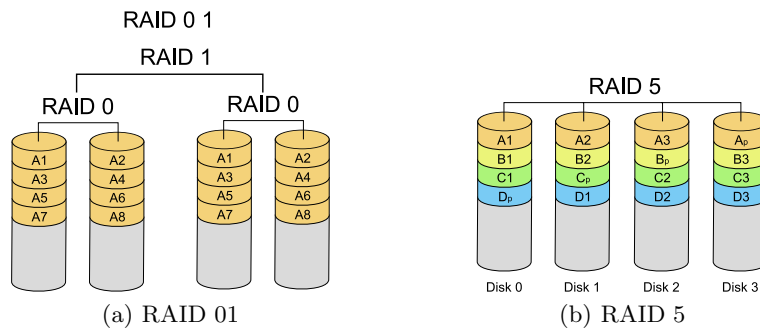 RAID 0 1
RAID 1
RAID 0
RAID 0
A1 A2 A1 A2
A3 A4 A3 A4
A5 A6 A5 A6
A7 A8 A7 A8
(a) RAID 01
RAID 5
A1 A2 A3 Ap
B1 B2 Bp B3
C1 Cp C2 C3
Dp D1 D2 D3
Disk 0 Disk 1 Disk 2 Disk 3
(b) RAID 5